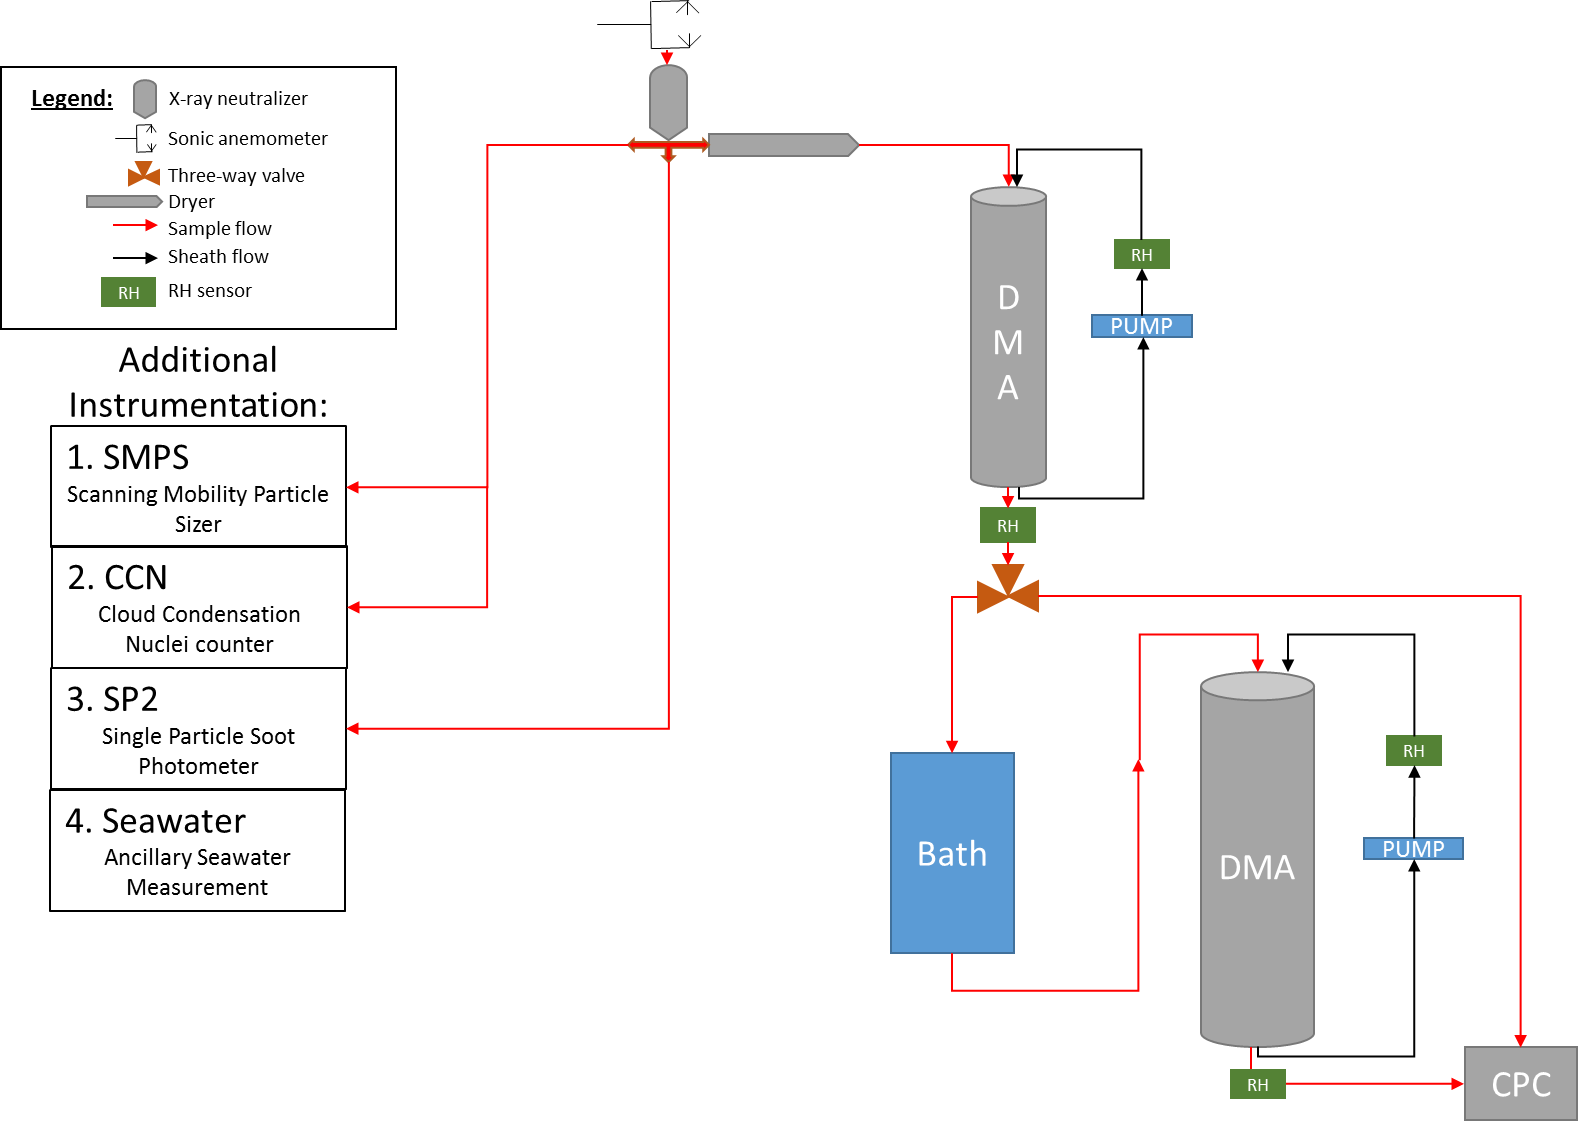 Legend:
X-ray neutralizer
Sonic anemometer
Three-way valve
Dryer
Sample flow
Sheath flow
RH
RH sensor
Additional
Instrumentation:
1. SMPS
Scanning Mobility Particle
Sizer
2. CCN
Cloud Condensation
Nuclei counter
3. SP2
Single Particle Soot
Photometer
4. Seawater
Ancillary Seawater
Measurement
D
M
A
RH
PUMP
RH
Bath
DMA
RH
PUMP
RH
CPC